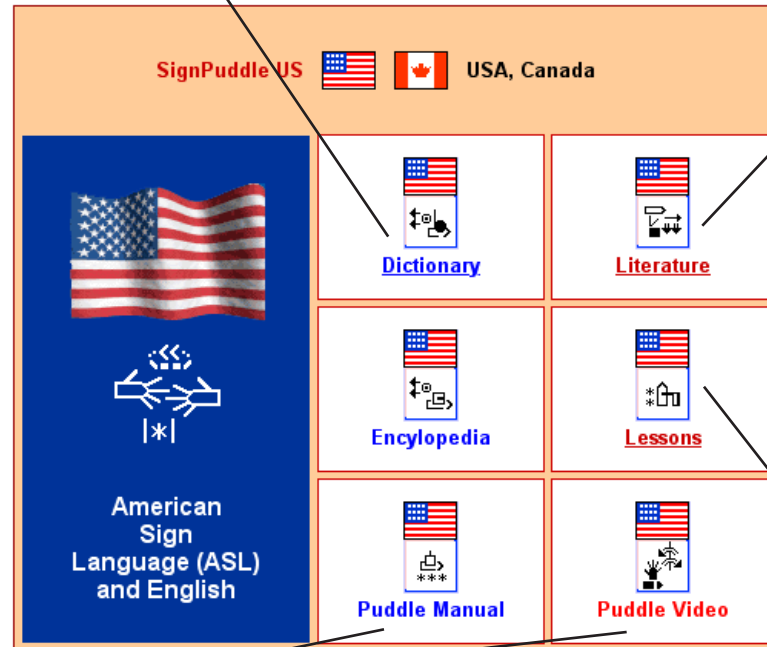 SignPuddle US USA, Canada
Dictionary
Literature
Encylopedia
Lessons
American
Sign
Language (ASL)
and English
Puddle Manual
Puddle Video